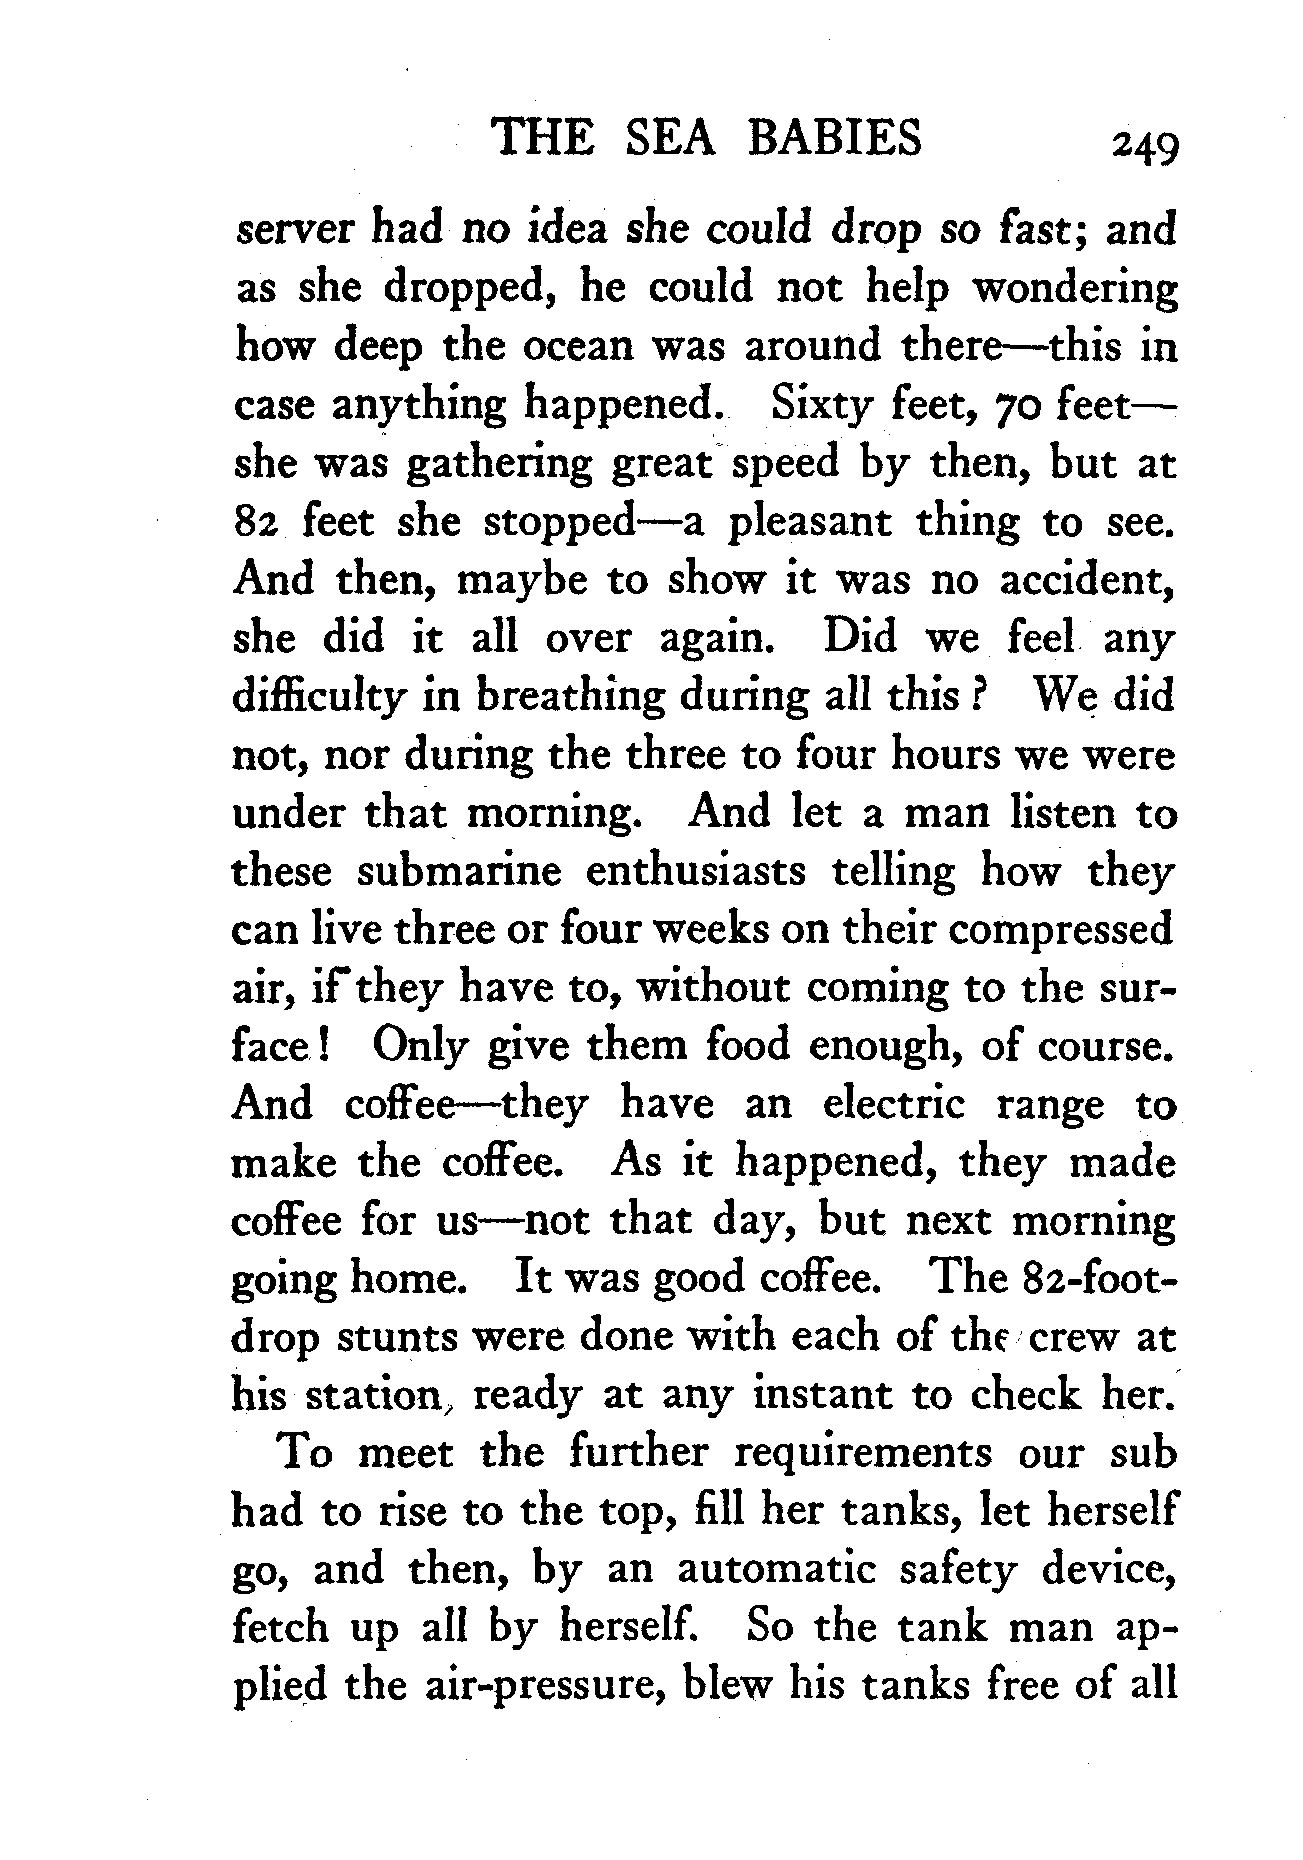 THE SEA BABIES 249
server had no idea she could drop so fast; and
as she dropped, he could not help wondering
how deep the ocean was around there—this in
case anything happened. Sixty feet, 70 feet—
she was gathering great speed by then, but at
82 feet she stopped—a pleasant thing to see.
And then, maybe to show it was no accident,
she did it all over again. Did we feel any
difficulty in breathing during all this ? We did
not, nor during the three to four hours we were
under that morning. And let a man listen to
these submarine enthusiasts telling how they
can live three or four weeks on their compressed
air, if they have to, without coming to the sur-
face ! Only give them food enough, of course.
And coffee—they have an electric range to
make the coffee. As it happened, they made
coffee for us—not that day, but next morning
going home. It was good coffee. The 82-foot-
drop stunts were done with each of the crew at
his station, ready at any instant to check her.
To meet the further requirements our sub
had to rise to the top, fill her tanks, let herself
go, and then, by an automatic safety device,
fetch up all by herself. So the tank man ap-
plied the air-pressure, blew his tanks free of all